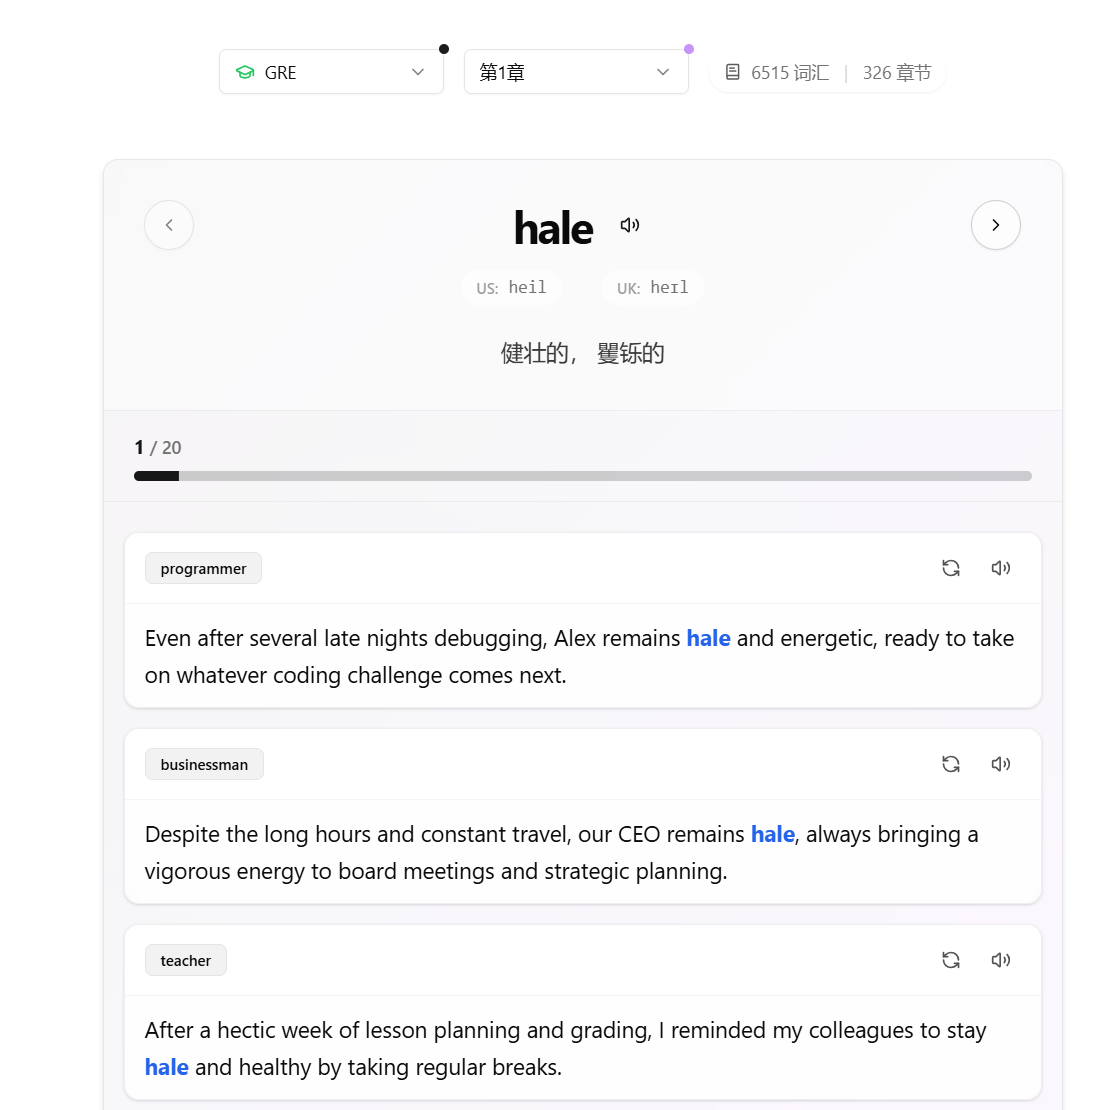 GRE
第1章
6515 词汇 | 326 章节
hale
US: heil UK: herl
健壮的， 矍铄的
1 / 20
programmer
Even after several late nights debugging, Alex remains hale and energetic, ready to take
on whatever coding challenge comes next.
businessman
Despite the long hours and constant travel, our CEO remains hale, always bringing a
vigorous energy to board meetings and strategic planning.
teacher
After a hectic week of lesson planning and grading, I reminded my colleagues to stay
hale and healthy by taking regular breaks.